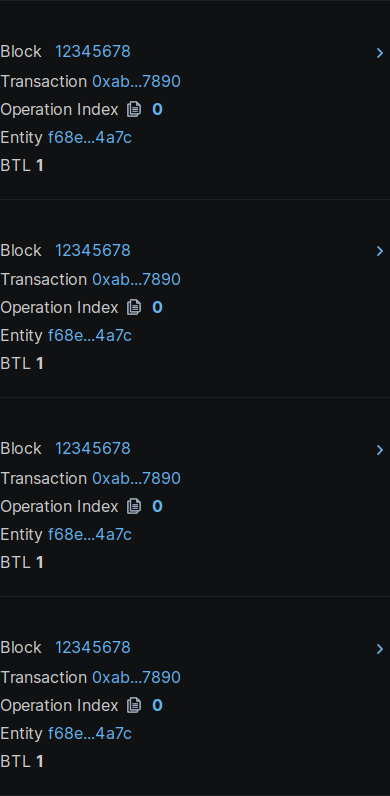 Block 12345678
Transaction 0xab...7890
Operation Index 0
Entity f68e...4a7c
BTL 1
Block 12345678
Transaction 0xab...7890
Operation Index 0
Entity f68e...4a7c
BTL 1
Block 12345678
Transaction 0xab...7890
Operation Index 0
Entity f68e...4a7c
BTL 1
Block 12345678
Transaction 0xab...7890
Operation Index 0
Entity f68e...4a7c
BTL 1